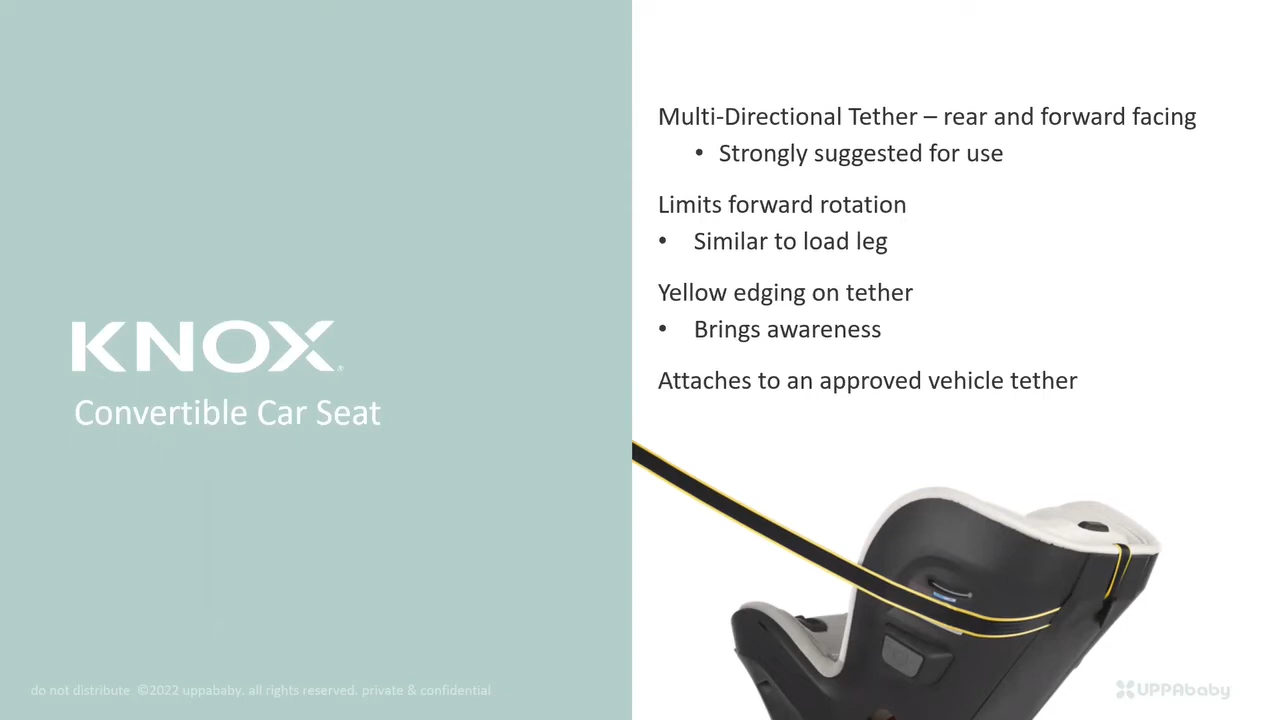 Multi-Directional Tether – rear and forward facing
• Strongly suggested for use
Limits forward rotation
• Similar to load leg
Yellow edging on tether
• Brings awareness
Attaches to an approved vehicle tether
KNOX®
Convertible Car Seat
do not distribute ©2022 uppababy. all rights reserved. private & confidential
UPPAbaby